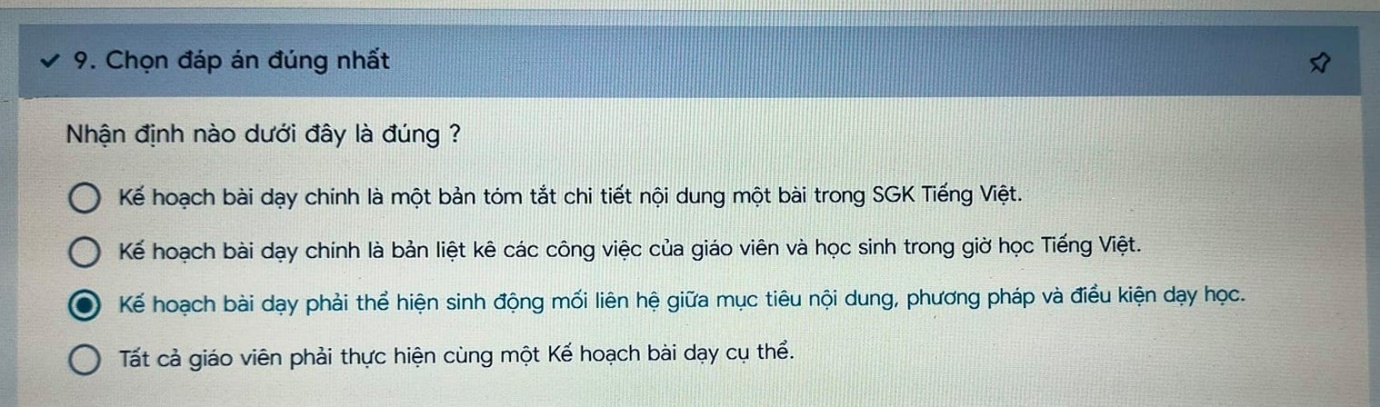 9. Chọn đáp án đúng nhất
Nhận định nào dưới đây là đúng ?
Kế hoạch bài dạy chính là một bản tóm tắt chi tiết nội dung một bài trong SGK Tiếng Việt.
Kế hoạch bài dạy chính là bản liệt kê các công việc của giáo viên và học sinh trong giờ học Tiếng Việt.
Kế hoạch bài dạy phải thể hiện sinh động mối liên hệ giữa mục tiêu nội dung, phương pháp và điều kiện dạy học.
Tất cả giáo viên phải thực hiện cùng một Kế hoạch bài dạy cụ thể.